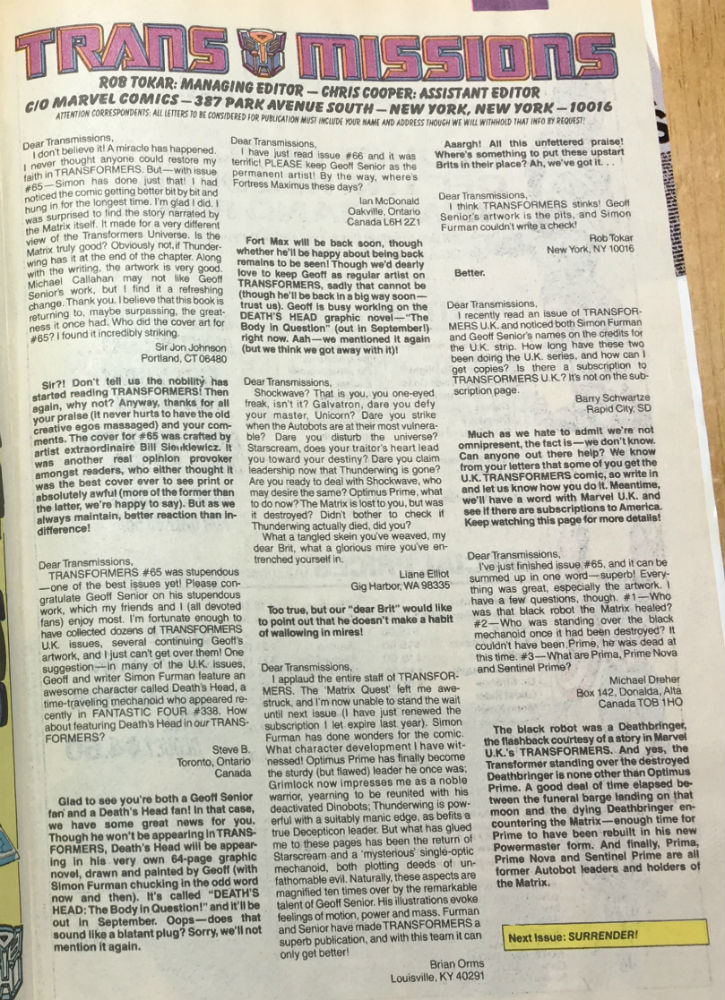 TRANS MISSIONS
ROB TOKAR: MANAGING EDITOR — CHRIS COOPER: ASSISTANT EDITOR
C/O MARVEL COMICS — 387 PARK AVENUE SOUTH — NEW YORK, NEW YORK — 10016
ATTENTION CORRESPONDENTS: ALL LETTERS TO BE CONSIDERED FOR PUBLICATION MUST INCLUDE YOUR NAME AND ADDRESS THOUGH WE WILL WITHHOLD THAT INFO BY REQUEST!
Dear Transmissions,
I don't believe it! A miracle has happened.
I never thought anyone could restore my
faith in TRANSFORMERS. But—with issue
#65—Simon has done just that! I had
noticed the comic getting better bit by bit and
hung in for the longest time. I'm glad I did. I
was surprised to find the story narrated by
the Matrix itself. It made for a very different
view of the Transformers Universe. Is the
Matrix truly good? Obviously not, if Thunder-
wing has it at the end of the chapter. Along
with the writing, the artwork is very good.
Michael Callahan may not like Geoff
Senior's work, but I find it a refreshing
change. Thank you. I believe that this book is
returning to, maybe surpassing, the great-
ness it once had. Who did the cover art for
#65? I found it incredibly striking.
Sir Jon Johnson
Portland, CT 06480
Sir?! Don't tell us the nobility has
started reading TRANSFORMERS! Then
again, why not? Anyway, thanks for all
your praise (it never hurts to have the old
creative egos massaged) and your com-
ments. The cover for #65 was crafted by
artist extraordinaire Bill Sienkiewicz. It
was another real opinion provoker
amongst readers, who either thought it
was the best cover ever to see print or
absolutely awful (more of the former than
the latter, we're happy to say). But as we
always maintain, better reaction than in-
difference!
Dear Transmissions,
TRANSFORMERS #65 was stupendous
—one of the best issues yet! Please con-
gratulate Geoff Senior on his stupendous
work, which my friends and I (all devoted
fans) enjoy most. I'm fortunate enough to
have collected dozens of TRANSFORMERS
U.K. issues, several continuing Geoff's
artwork, and I just can't get over them! One
suggestion—in many of the U.K. issues,
Geoff and writer Simon Furman feature an
awesome character called Death's Head, a
time-traveling mechanoid who appeared re-
cently in FANTASTIC FOUR #338. How
about featuring Death's Head in our TRANS-
FORMERS?
Steve B.
Toronto, Ontario
Canada
Glad to see you're both a Geoff Senior
fan and a Death's Head fan! In that case,
we have some great news for you.
Though he won't be appearing in TRANS-
FORMERS, Death's Head will be appear-
ing in his very own 64-page graphic
novel, drawn and painted by Geoff (with
Simon Furman chucking in the odd word
now and then). It's called "DEATH'S
HEAD: The Body in Question!" and it'll be
out in September. Oops—does that
sound like a blatant plug? Sorry, we'll not
mention it again.
Dear Transmissions,
I have just read issue #66 and it was
terrific! PLEASE keep Geoff Senior as the
permanent artist! By the way, where's
Fortress Maximus these days?
Ian McDonald
Oakville, Ontario
Canada L6H 2Z1
Fort Max will be back soon, though
whether he'll be happy about being back
remains to be seen! Though we'd dearly
love to keep Geoff as regular artist on
TRANSFORMERS, sadly that cannot be
(though he'll be back in a big way soon—
trust us). Geoff is busy working on the
DEATH'S HEAD graphic novel—"The
Body in Question" (out in September!)
right now. Aah—we mentioned it again
(but we think we got away with it)!
Dear Transmissions,
Shockwave? That is you, you one-eyed
freak, isn't it? Galvatron, dare you defy
your master, Unicorn? Dare you strike
when the Autobots are at their most vulnera-
ble? Dare you disturb the universe?
Starscream, does your traitor's heart lead
you toward your destiny? Dare you claim
leadership now that Thunderwing is gone?
Are you ready to deal with Shockwave, who
may desire the same? Optimus Prime, what
to do now? The Matrix is lost to you, but was
it destroyed? Didn't bother to check if
Thunderwing actually died, did you?
What a tangled skein you've weaved, my
dear Brit, what a glorious mire you've en-
trenched yourself in.
Liane Elliot
Gig Harbor, WA 98335
Too true, but our "dear Brit" would like
to point out that he doesn't make a habit
of wallowing in mires!
Dear Transmissions,
I applaud the entire staff of TRANSFOR-
MERS. The 'Matrix Quest' left me awe-
struck, and I'm now unable to stand the wait
until next issue (I have just renewed the
subscription I let expire last year). Simon
Furman has done wonders for the comic.
What character development I have wit-
nessed! Optimus Prime has finally become
the sturdy (but flawed) leader he once was;
Grimlock now impresses me as a noble
warrior, yearning to be reunited with his
deactivated Dinobots; Thunderwing is pow-
erful with a suitably manic edge, as befits a
true Decepticon leader. But what has glued
me to these pages has been the return of
Starscream and a 'mysterious' single-optic
mechanoid, both plotting deeds of un-
fathomable evil. Naturally, these aspects are
magnified ten times over by the remarkable
talent of Geoff Senior. His illustrations evoke
feelings of motion, power and mass. Furman
and Senior have made TRANSFORMERS a
superb publication, and with this team it can
only get better!
Brian Orms
Louisville, KY 40291
Aaargh! All this unfettered praise!
Where's something to put these upstart
Brits in their place? Ah, we've got it. . .
Dear Transmissions,
I think TRANSFORMERS stinks! Geoff
Senior's artwork is the pits, and Simon
Furman couldn't write a check!
Rob Tokar
New York, NY 10016
Better.
Dear Transmissions,
I recently read an issue of TRANSFOR-
MERS U.K. and noticed both Simon Furman
and Geoff Senior's names on the credits for
the U.K. strip. How long have these two
been doing the U.K. series, and how can I
get copies? Is there a subscription to
TRANSFORMERS U.K.? It's not on the sub-
scription page.
Barry Schwartze
Rapid City, SD
Much as we hate to admit we're not
omnipresent, the fact is—we don't know.
Can anyone out there help? We know
from your letters that some of you get the
U.K. TRANSFORMERS comic, so write in
and let us know how you do it. Meantime,
we'll have a word with Marvel U.K. and
see if there are subscriptions to America.
Keep watching this page for more details!
Dear Transmissions,
I've just finished issue #65, and it can be
summed up in one word—superb! Every-
thing was great, especially the artwork. I
have a few questions, though. #1—Who
was that black robot the Matrix healed?
#2—Who was standing over the black
mechanoid once it had been destroyed? It
couldn't have been Prime, he was dead at
this time. #3—What are Prima, Prime Nova
and Sentinel Prime?
Michael Dreher
Box 142, Donalda, Alta
Canada TOB 1HO
The black robot was a Deathbringer,
the flashback courtesy of a story in Marvel
U.K.'s TRANSFORMERS. And yes, the
Transformer standing over the destroyed
Deathbringer is none other than Optimus
Prime. A good deal of time elapsed be-
tween the funeral barge landing on that
moon and the dying Deathbringer en-
countering the Matrix—enough time for
Prime to have been rebuilt in his new
Powermaster form. And finally, Prima,
Prime Nova and Sentinel Prime are all
former Autobot leaders and holders of
the Matrix.
Next Issue: SURRENDER!